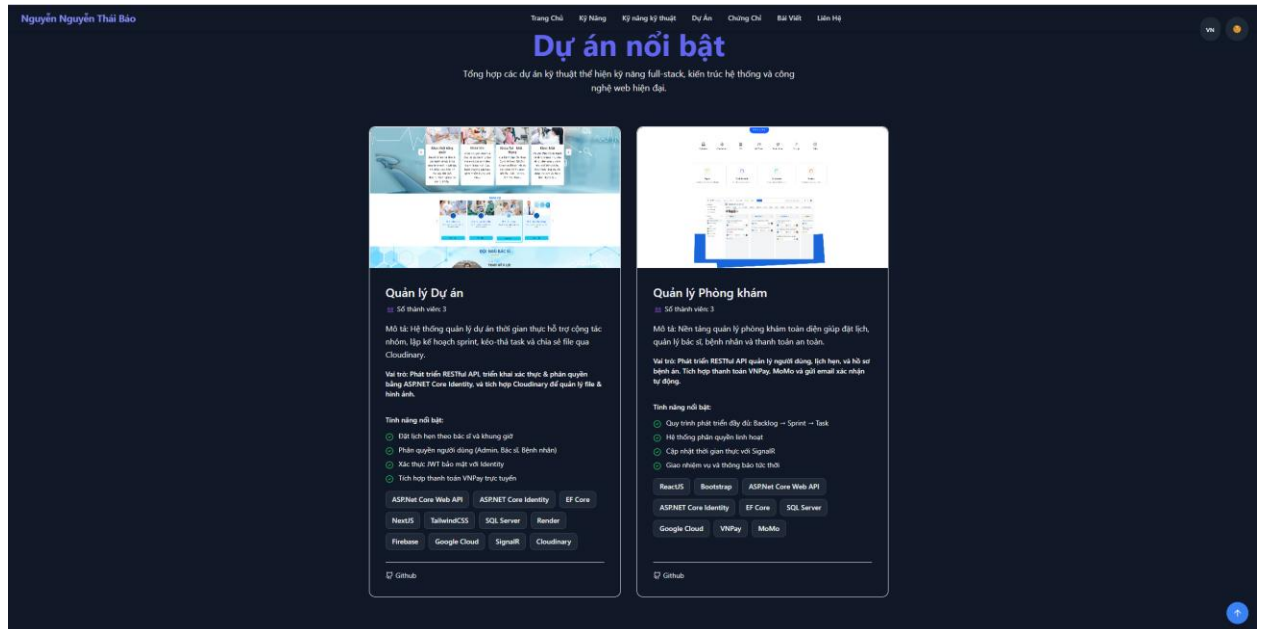 Nguyễn Nguyễn Thái Bảo
Trang Chủ Kỹ Năng Kỹ năng kỹ thuật Dự Án Chứng Chỉ Bài Viết Liên Hệ
VN
Dự án nổi bật
Tổng hợp các dự án kỹ thuật thể hiện kỹ năng full-stack, kiến trúc hệ thống và công
nghệ web hiện đại.
ĐỘI NGŨ BÁC SĨ
Quản lý Dự án
Số thành viên: 3
Mô tả: Hệ thống quản lý dự án thời gian thực hỗ trợ cộng tác
nhóm, lập kế hoạch sprint, kéo-thả task và chia sẻ file qua
Cloudinary.
Vai trò: Phát triển RESTful API, triển khai xác thực & phân quyền
bằng ASP.NET Core Identity, và tích hợp Cloudinary để quản lý file &
hình ảnh.
Tính năng nổi bật:
Đặt lịch hẹn theo bác sĩ và khung giờ
Phân quyền người dùng (Admin, Bác sĩ, Bệnh nhân)
Xác thực JWT bảo mật với Identity
Tích hợp thanh toán VNPay trực tuyến
ASP.Net Core Web API ASP.NET Core Identity EF Core
NextJS TailwindCSS SQL Server Render
Firebase Google Cloud SignalR Cloudinary
Github
Quản lý Phòng khám
Số thành viên: 3
Mô tả: Nền tảng quản lý phòng khám toàn diện giúp đặt lịch,
quản lý bác sĩ, bệnh nhân và thanh toán an toàn.
Vai trò: Phát triển RESTful API quản lý người dùng, lịch hẹn, và hồ sơ
bệnh án. Tích hợp thanh toán VNPay, MoMo và gửi email xác nhận
tự động.
Tính năng nổi bật:
Quy trình phát triển đầy đủ: Backlog → Sprint → Task
Hệ thống phân quyền linh hoạt
Cập nhật thời gian thực với SignalR
Giao nhiệm vụ và thông báo tức thời
ReactJS Bootstrap ASP.Net Core Web API
ASP.NET Core Identity EF Core SQL Server
Google Cloud VNPay MoMo
Github